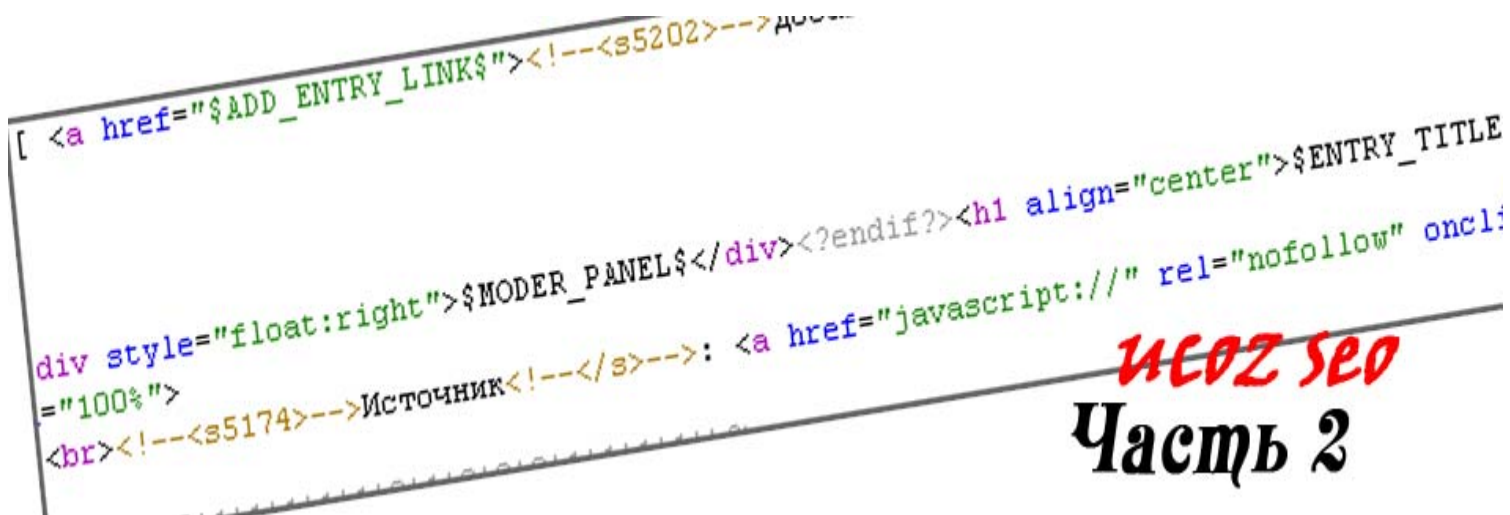 [ <a href="$ADD_ENTRY_LINK$"><!--<s5202>-->
div style="float:right">$MODER_PANEL$</div><?endif?><h1 align="center">$ENTRY_TITLE
="100%">
<br><!--<s5174>-->Источник<!--</s>-->: <a href="javascript://" rel="nofollow" oncli
UCOZ SEO
Часть 2